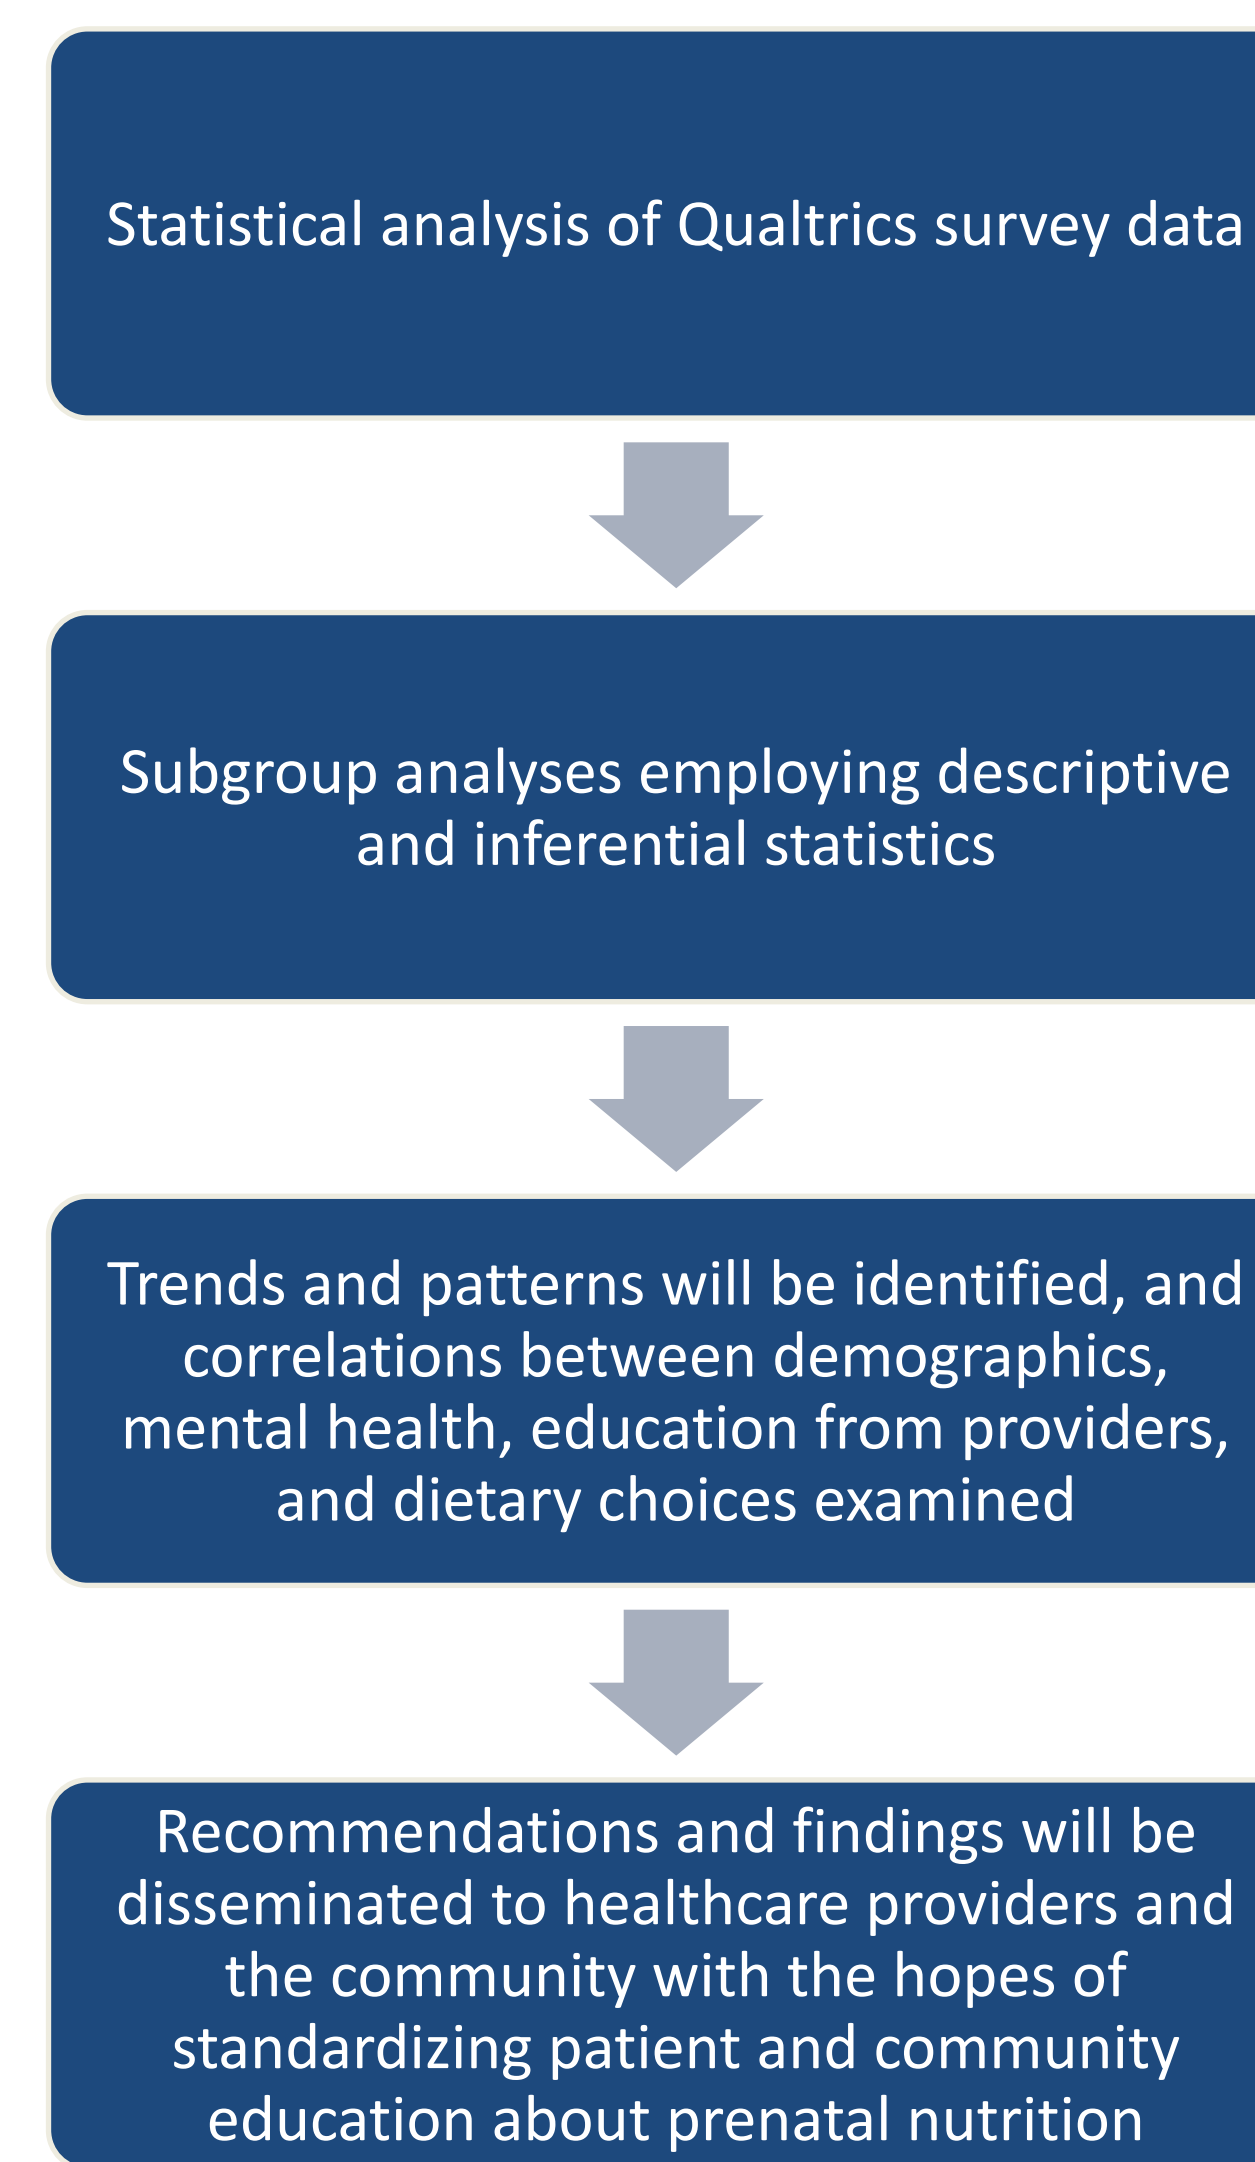 Statistical analysis of Qualtrics survey data
Subgroup analyses employing descriptive
and inferential statistics
Trends and patterns will be identified, and
correlations between demographics,
mental health, education from providers,
and dietary choices examined
Recommendations and findings will be
disseminated to healthcare providers and
the community with the hopes of
standardizing patient and community
education about prenatal nutrition